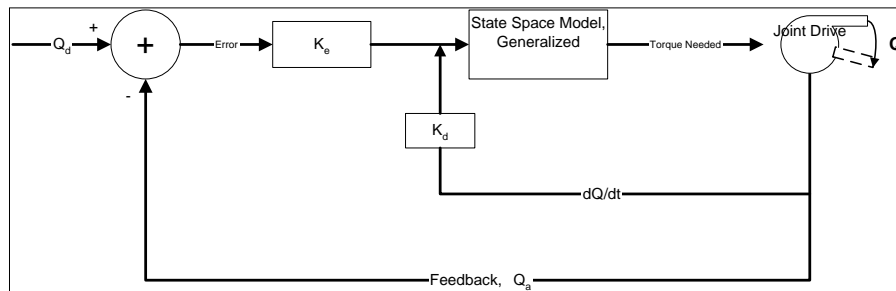 State Space Model,
Generalized
Joint Drive
Q_d
+
+
Error
K_e
Torque Needed
-
K_d
dQ/dt
Feedback, Q_a